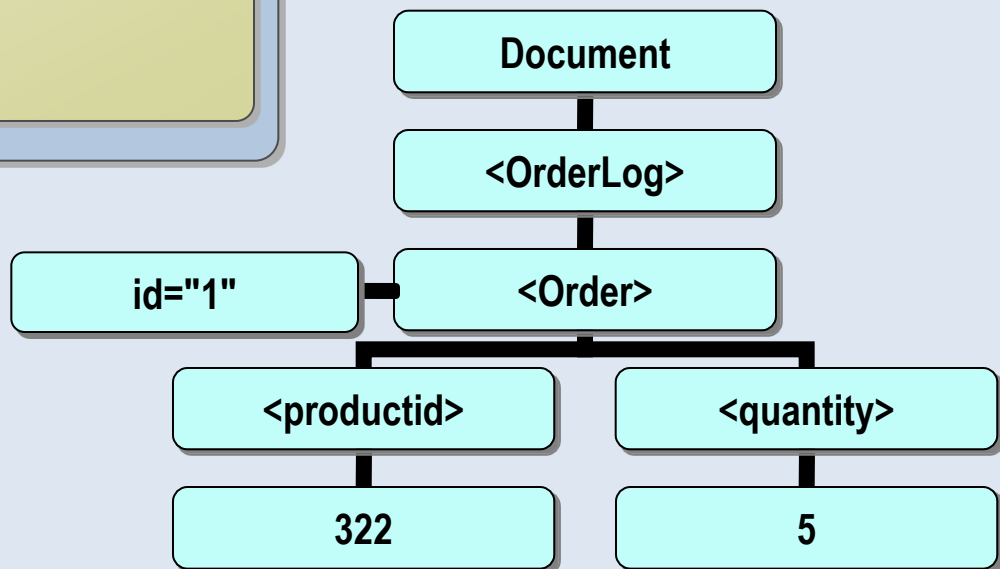 Document
<OrderLog>
id="1"
<Order>
<productid>
<quantity>
322
5